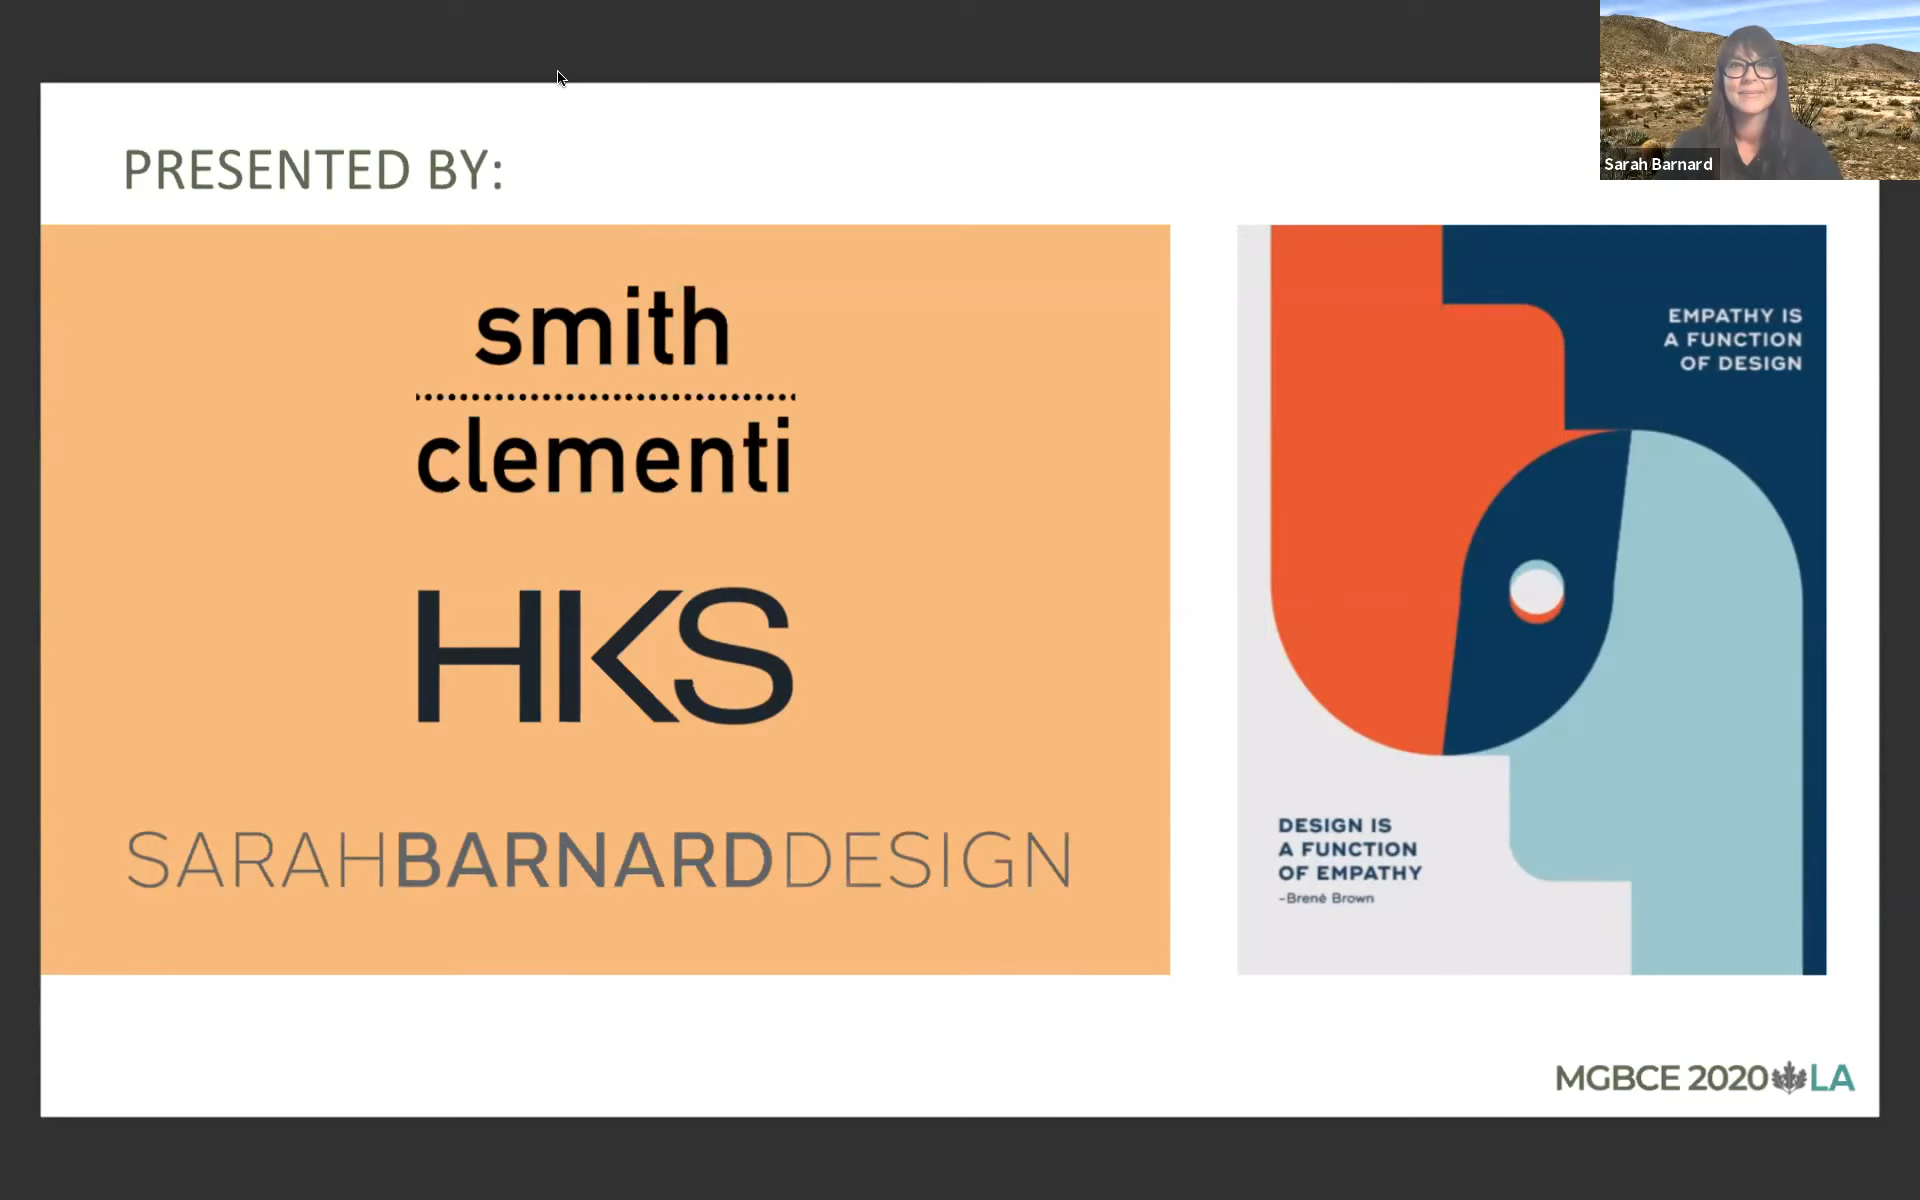 PRESENTED BY:
smith
clementi
HKS
SARAHBARNARDDESIGN
EMPATHY IS
A FUNCTION
OF DESIGN
DESIGN IS
A FUNCTION
OF EMPATHY
–Brené Brown
Sarah Barnard
MGBCE 2020 LA